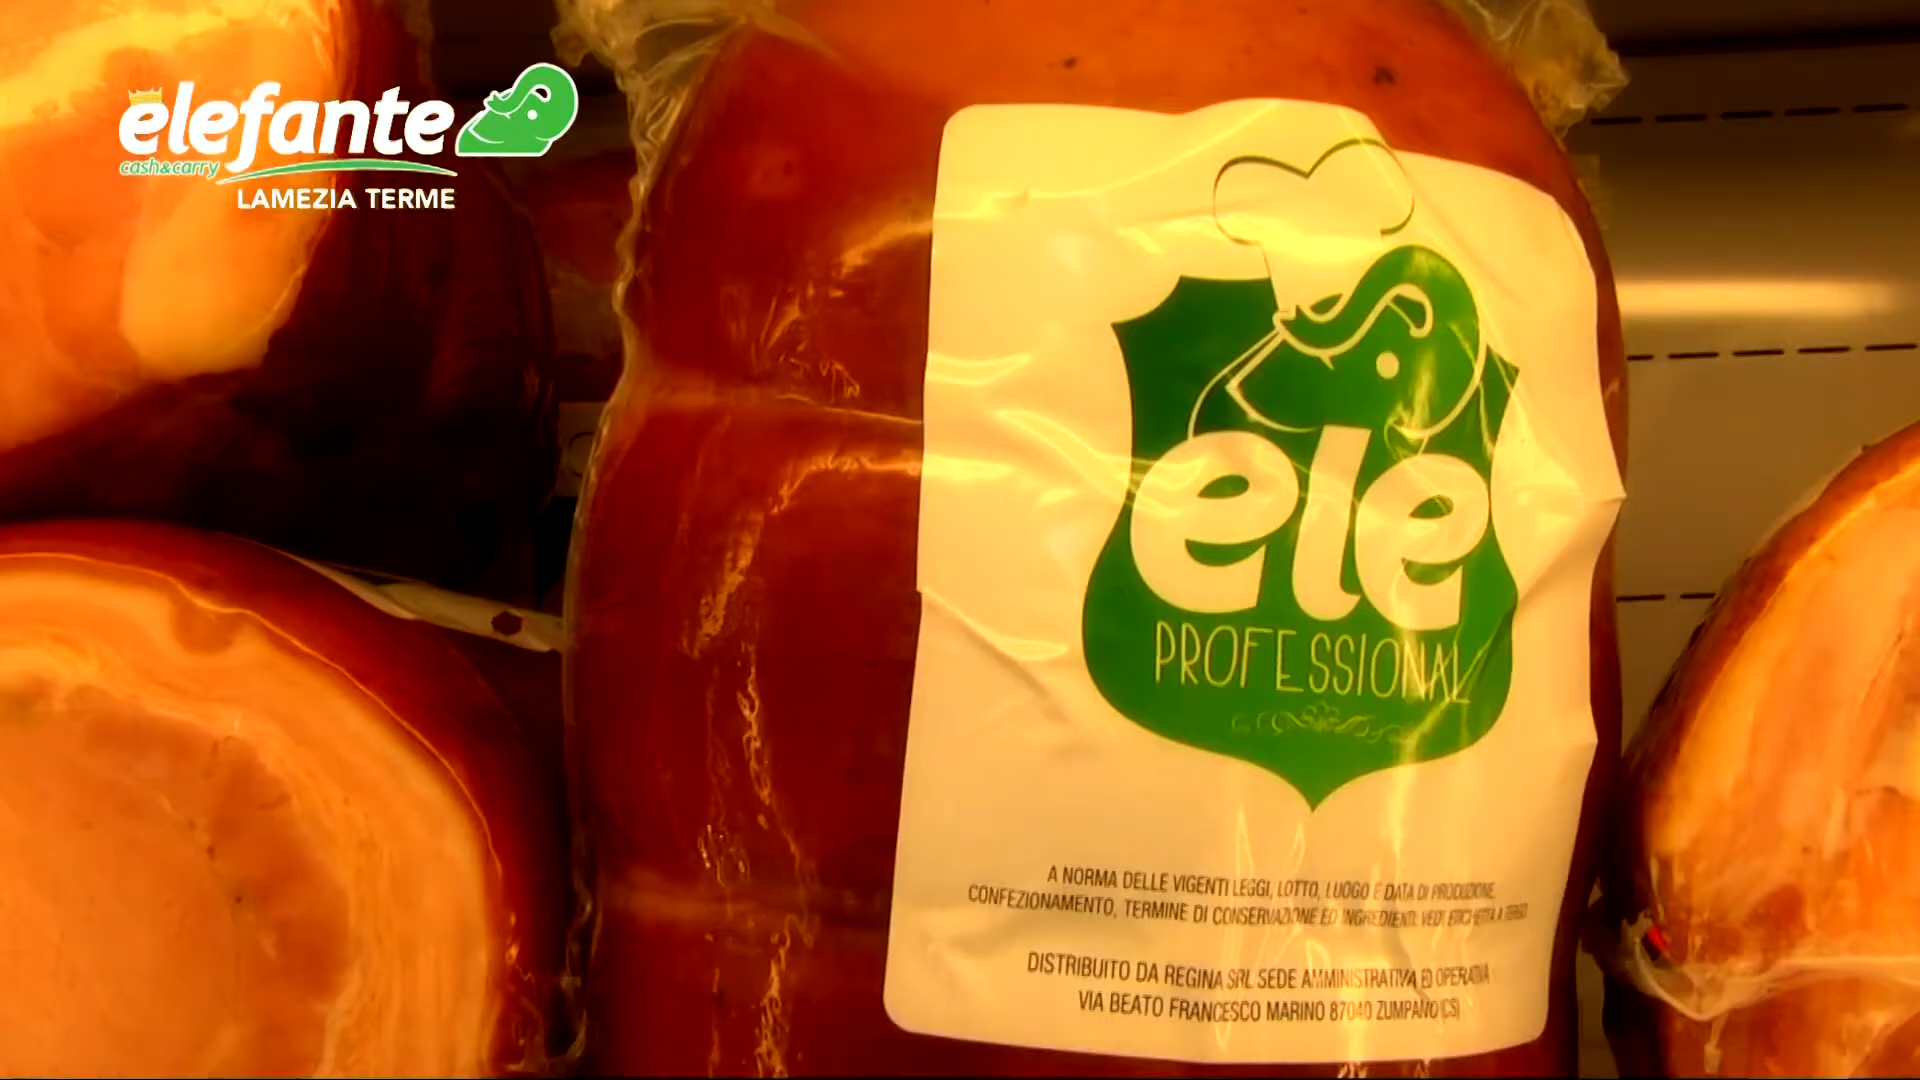 elefante
cash&carry
LAMEZIA TERME
ele
PROFESSIONAL
A NORMA DELLE VIGENTI LEGGI, LOTTO, LUOGO E DATA DI PRODUZIONE,
CONFEZIONAMENTO, TERMINE DI CONSERVAZIONE ED INGREDIENTI: VEDI ETICHETTA A TERGO
DISTRIBUITO DA REGINA SRL SEDE AMMINISTRATIVA ED OPERATIVA
VIA BEATO FRANCESCO MARINO 87040 ZUMPANO (CS)